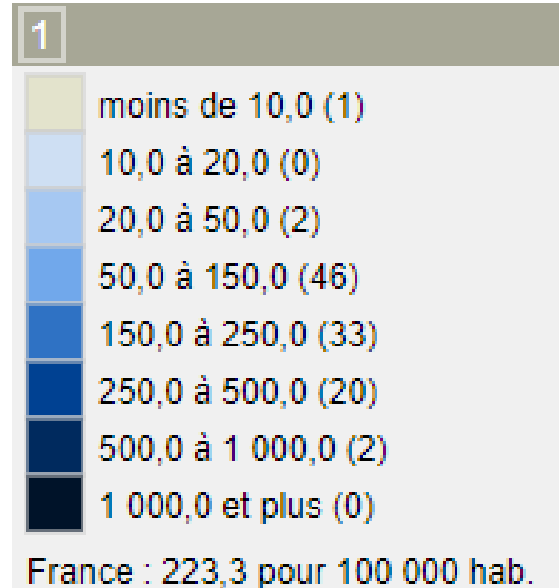 1
moins de 10,0 (1)
10,0 à 20,0 (0)
20,0 à 50,0 (2)
50,0 à 150,0 (46)
150,0 à 250,0 (33)
250,0 à 500,0 (20)
500,0 à 1 000,0 (2)
1 000,0 et plus (0)
France : 223,3 pour 100 000 hab.